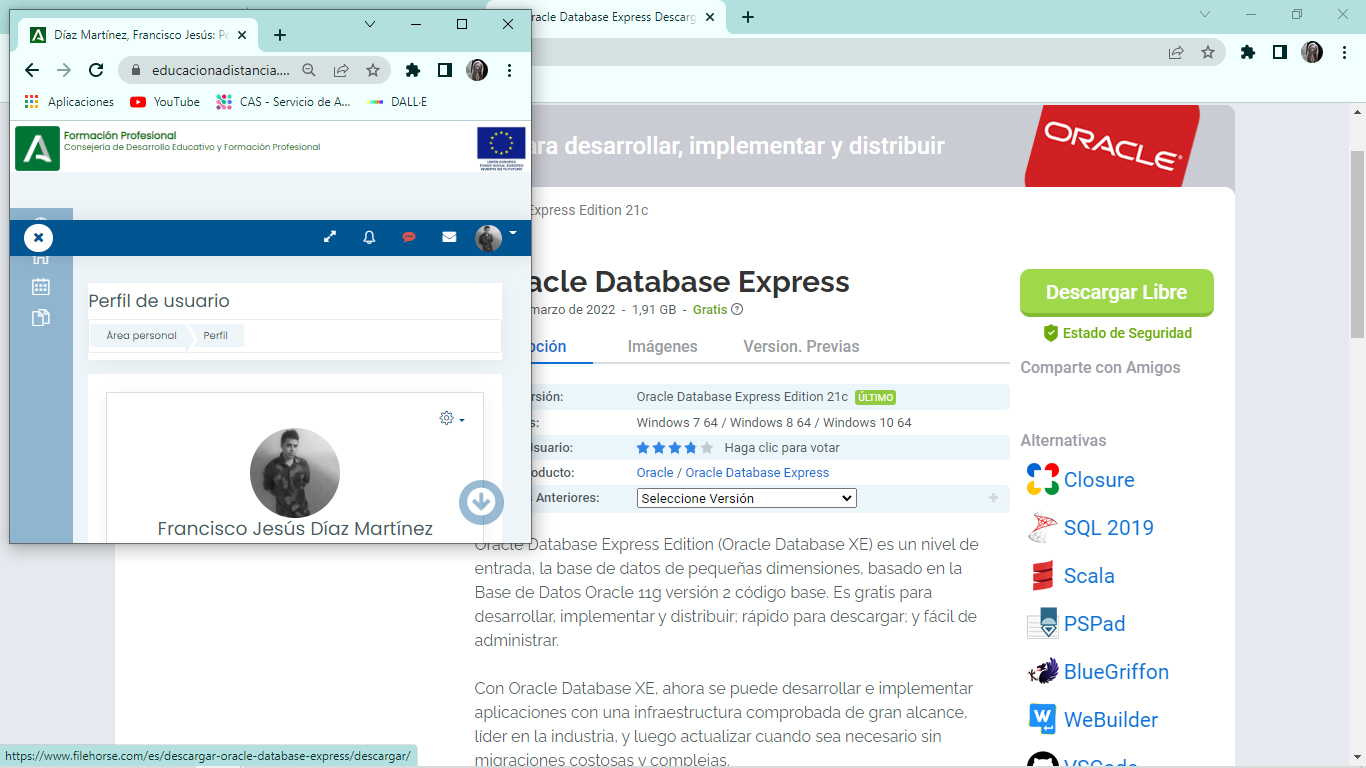 Díaz Martínez, Francisco Jesús: Pe
racle Database Express Descarg
educacionadistancia....
Aplicaciones
YouTube
CAS - Servicio de A...
DALL·E
Formación Profesional
Consejería de Desarrollo Educativo y Formación Profesional
UNIÓN EUROPEA
FONDO SOCIAL EUROPEO
Perfil de usuario
Área personal
Perfil
Francisco Jesús Díaz Martínez
ara desarrollar, implementar y distribuir
ORACLE
Express Edition 21c
acle Database Express
marzo de 2022 - 1,91 GB - Gratis
Descargar Libre
Estado de Seguridad
Comparte con Amigos
pción
Imágenes
Version. Previas
rsión:
Oracle Database Express Edition 21c ÚLTIMO
s:
Windows 7 64 / Windows 8 64 / Windows 10 64
Usuario:
Haga clic para votar
oducto:
Oracle / Oracle Database Express
s Anteriores:
Seleccione Versión
Alternativas
Closure
SQL 2019
Scala
PSPad
BlueGriffon
WeBuilder
VSCode
Oracle Database Express Edition (Oracle Database XE) es un nivel de
entrada, la base de datos de pequeñas dimensiones, basado en la
Base de Datos Oracle 11g versión 2 código base. Es gratis para
desarrollar, implementar y distribuir; rápido para descargar; y fácil de
administrar.
Con Oracle Database XE, ahora se puede desarrollar e implementar
aplicaciones con una infraestructura comprobada de gran alcance,
líder en la industria, y luego actualizar cuando sea necesario sin
migraciones costosas y complejas.
https://www.filehorse.com/es/descargar-oracle-database-express/descargar/